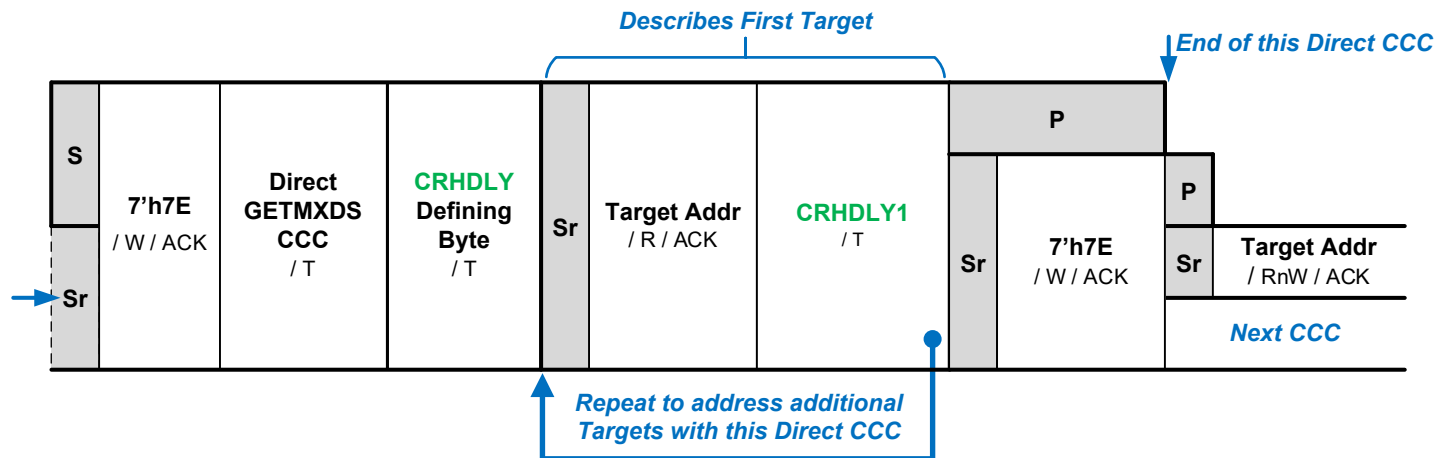 Describes First Target
End of this Direct CCC
S
Sr
7’h7E
/ W / ACK
Direct
GETMXDS
CCC
/ T
CRHDLY
Defining
Byte
/ T
Sr
Target Addr
/ R / ACK
CRHDLY1
/ T
P
Sr
7’h7E
/ W / ACK
P
Sr
Target Addr
/ RnW / ACK
Next CCC
Repeat to address additional
Targets with this Direct CCC